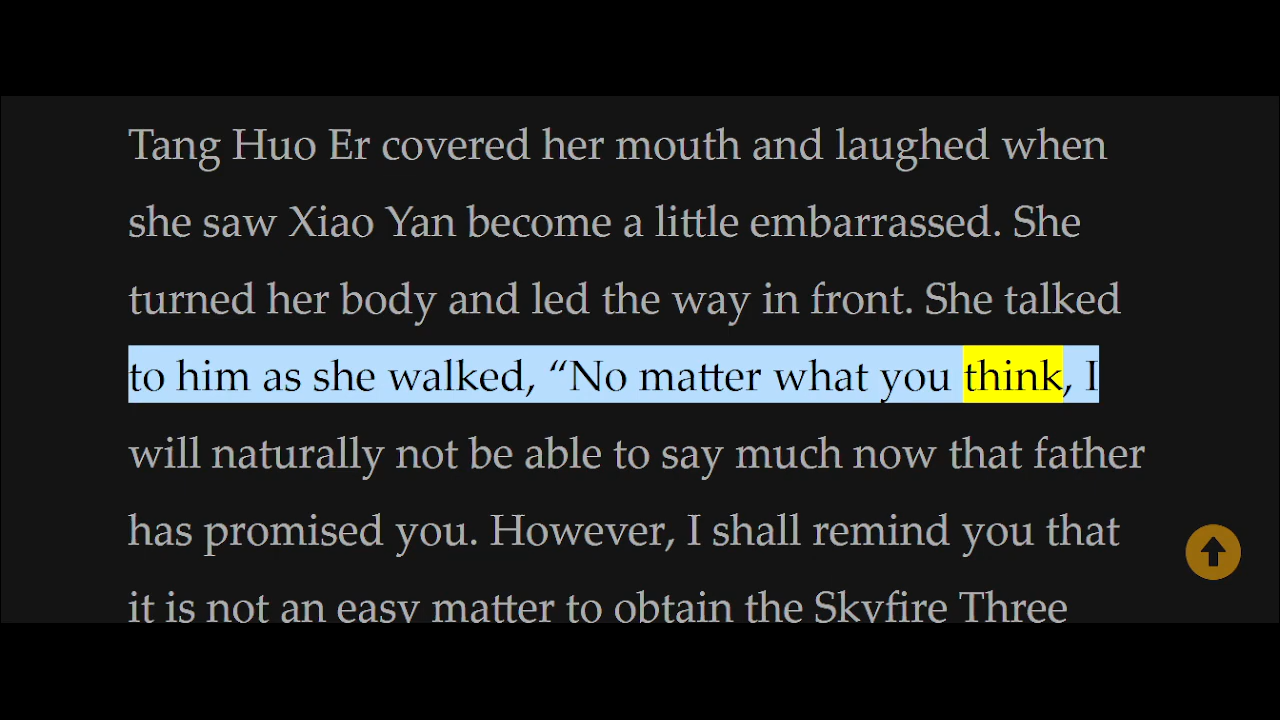 Tang Huo Er covered her mouth and laughed when
she saw Xiao Yan become a little embarrassed. She
turned her body and led the way in front. She talked
to him as she walked, “No matter what you think, I
will naturally not be able to say much now that father
has promised you. However, I shall remind you that
it is not an easy matter to obtain the Skyfire Three